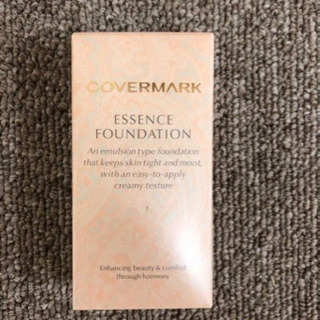 COVERMARK
ESSENCE
FOUNDATION
An emulsion type foundation
that keeps skin tight and moist,
with an easy-to-apply
creamy texture
Enhancing beauty & comfort
through harmony